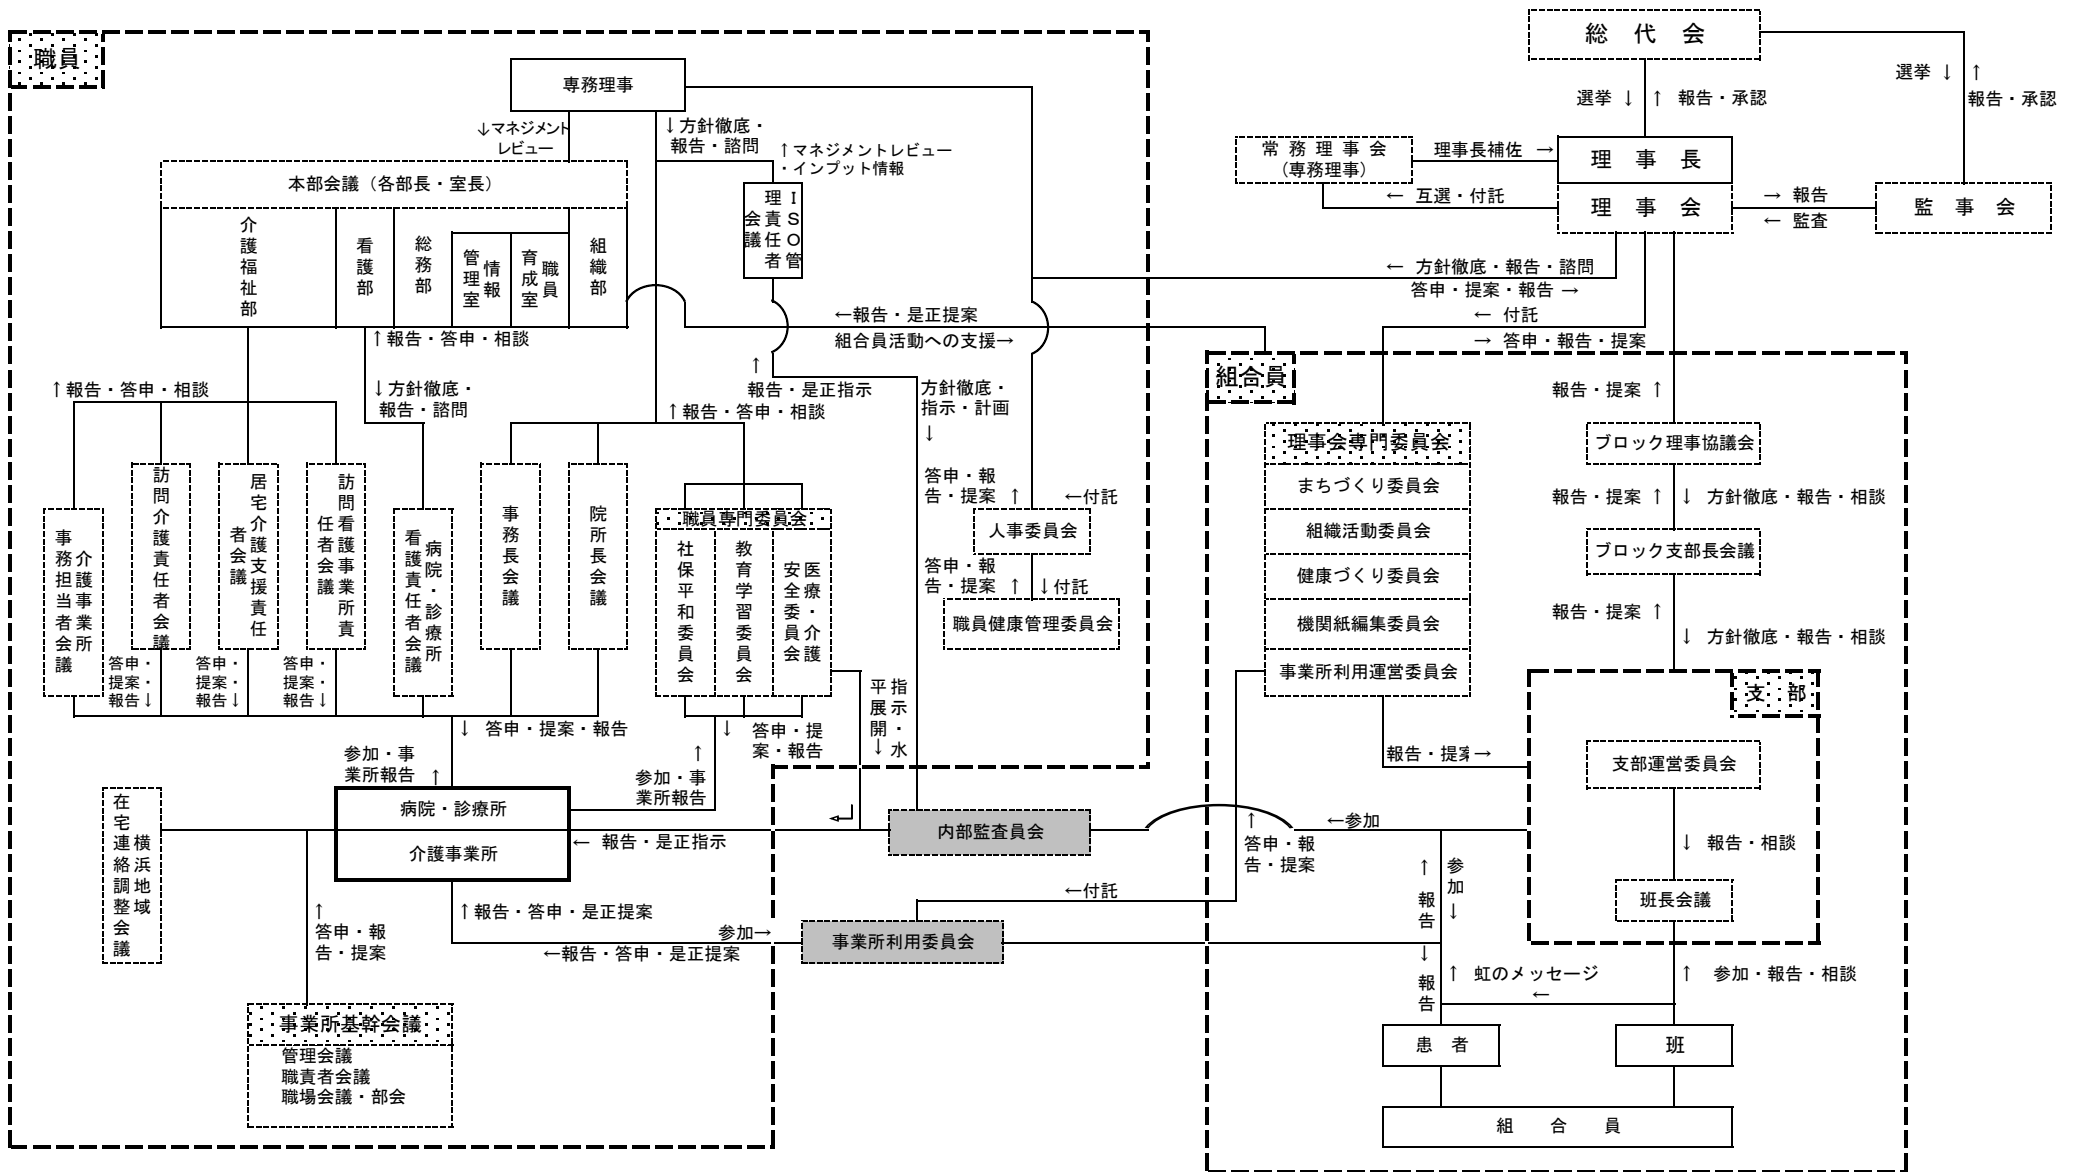 職員
専務理事
↓マネジメント
レビュー
↓方針徹底・
報告・諮問
↑マネジメントレビュー
・インプット情報
本部会議（各部長・室長）
介護福祉部
看護部
総務部
情報
管理室
職員
育成室
組織部
ＩＳＯ管
理責任者
会議
↑報告・答申・相談
←報告・是正提案
組合員活動への支援→
↑報告・答申・相談
↓方針徹底・
報告・諮問
↑
報告・是正指示
↑報告・答申・相談
方針徹底・
指示・計画
↓
介護事業所
事務担当者会議
訪問介護責任者会議
居宅介護支援責任
者会議
訪問看護事業所責
任者会議
病院・診療所
看護責任者会議
事務長会議
院所長会議
職員専門委員会
社保平和委員会
教育学習委員会
医療・介護
安全委員会
答申・報
告・提案 ↑
←付託
人事委員会
答申・報
告・提案 ↑ ↓付託
職員健康管理委員会
答申・
提案・
報告↓
答申・
提案・
報告↓
答申・
提案・
報告↓
↓ 答申・提案・報告
↓ 答申・提
案・報告
指示・水
平展開↓
参加・事
業所報告 ↑
↑
参加・事
業所報告
横浜地域
在宅連絡調整会議
病院・診療所
介護事業所
← 報告・是正指示
内部監査員会
↑報告・答申・是正提案
参加→
←報告・答申・是正提案
事業所利用委員会
←付託
↑
答申・報
告・提案
事業所基幹会議
管理会議
職責者会議
職場会議・部会
総 代 会
選挙 ↓ ↑ 報告・承認
選挙 ↓ ↑
報告・承認
常務理事会
（専務理事）
理事長補佐 →
理 事 長
← 互選・付託
理 事 会
→ 報告
← 監査
監 事 会
← 方針徹底・報告・諮問
答申・提案・報告→
← 付託
→ 答申・報告・提案
組合員
報告・提案 ↑
理事会専門委員会
まちづくり委員会
組織活動委員会
健康づくり委員会
機関紙編集委員会
事業所利用運営委員会
ブロック理事協議会
報告・提案 ↑ ↓ 方針徹底・報告・相談
ブロック支部長会議
報告・提案 ↑
↓ 方針徹底・報告・相談
支 部
報告・提案→
支部運営委員会
↓ 報告・相談
班長会議
←参加
↑
答申・報
告・提案
↑
報告
参加
↓
↓
報告
↑ 虹のメッセージ
←
↑ 参加・報告・相談
患 者
班
組 合 員